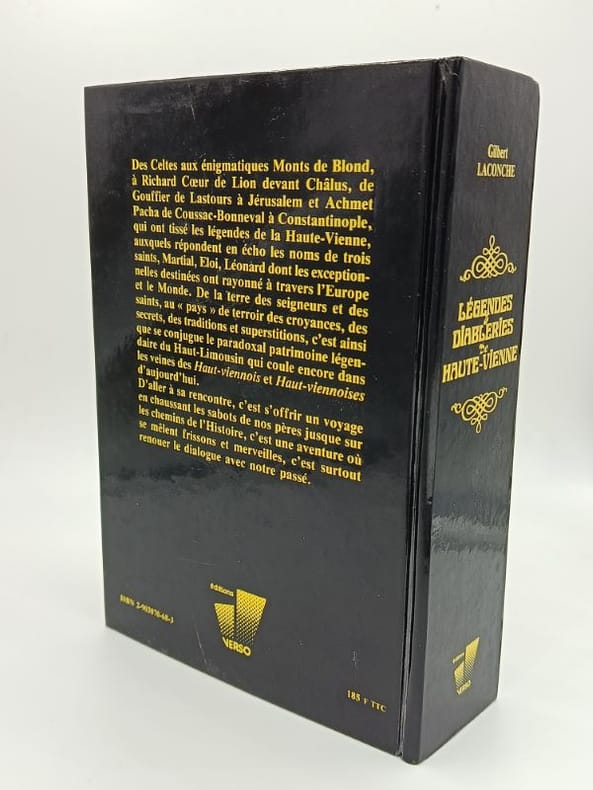 Des Celtes aux énigmatiques Monts de Blond,
à Richard Cœur de Lion devant Châlus, de
Gouffier de Lastours à Jérusalem et Achmet
Pacha de Coussac-Bonneval à Constantinople,
qui ont tissé les légendes de la Haute-Vienne,
auxquels répondent en écho les noms de trois
saints, Martial, Eloi, Léonard dont les exception-
nelles destinées ont rayonné à travers l'Europe
et le Monde. De la terre des seigneurs et des
saints, au « pays » de terroir des croyances, des
secrets, des traditions et superstitions, c'est ainsi
que se conjugue le paradoxal patrimoine légen-
daire du Haut-Limousin qui coule encore dans
les veines des Haut-viennois et Haut-viennoises
d'aujourd'hui.
D'aller à sa rencontre, c'est s'offrir un voyage
en chaussant les sabots de nos pères jusque sur
les chemins de l'Histoire, c'est une aventure où
se mêlent frissons et merveilles, c'est surtout
renouer le dialogue avec notre passé.
ISBN
éditions
VERSO
185 F TTC
Gilbert
LACONCHE
LÉGENDES
&
DIABLERIES
DE
HAUTE-VIENNE
éditions
VERSO